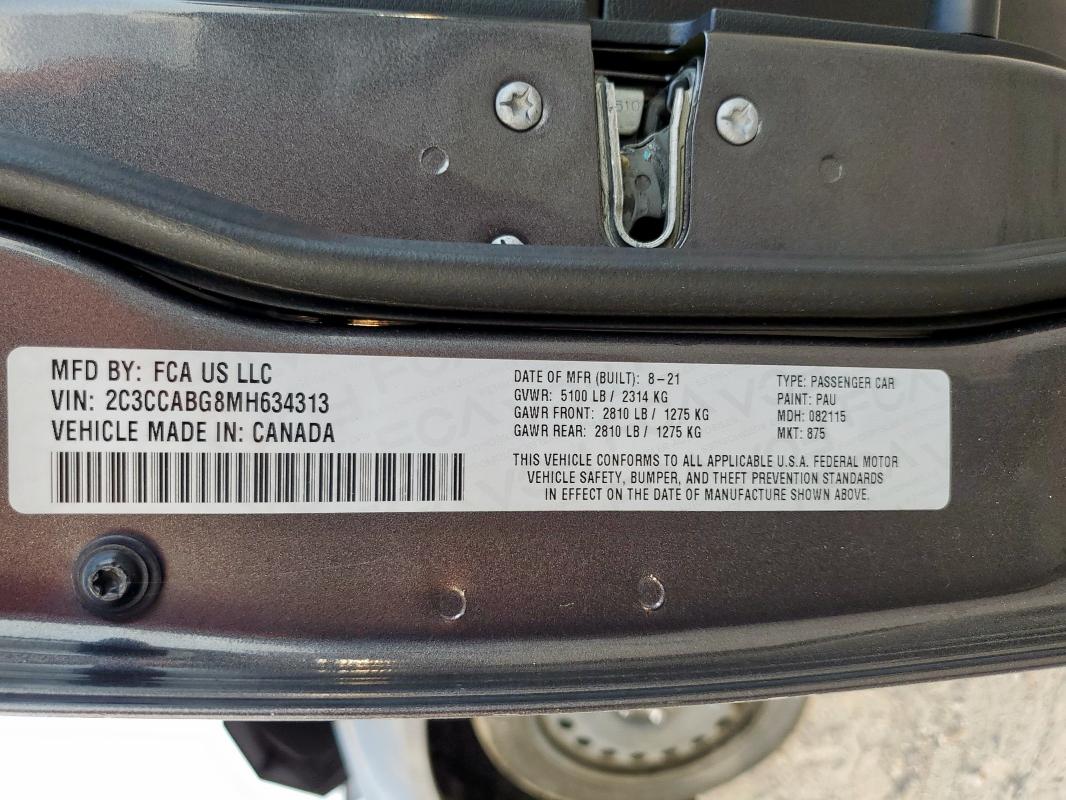 510
MFD BY: FCA US LLC
VIN: 2C3CCABG8MH634313
VEHICLE MADE IN: CANADA
DATE OF MFR (BUILT): 8-21
GVWR: 5100 LB / 2314 KG
GAWR FRONT: 2810 LB / 1275 KG
GAWR REAR: 2810 LB / 1275 KG
THIS VEHICLE CONFORMS TO ALL APPLICABLE U.S.A. FEDERAL MOTOR
VEHICLE SAFETY, BUMPER, AND THEFT PREVENTION STANDARDS
IN EFFECT ON THE DATE OF MANUFACTURE SHOWN ABOVE.
TYPE: PASSENGER CAR
PAINT: PAU
MDH: 082115
MKT: 875